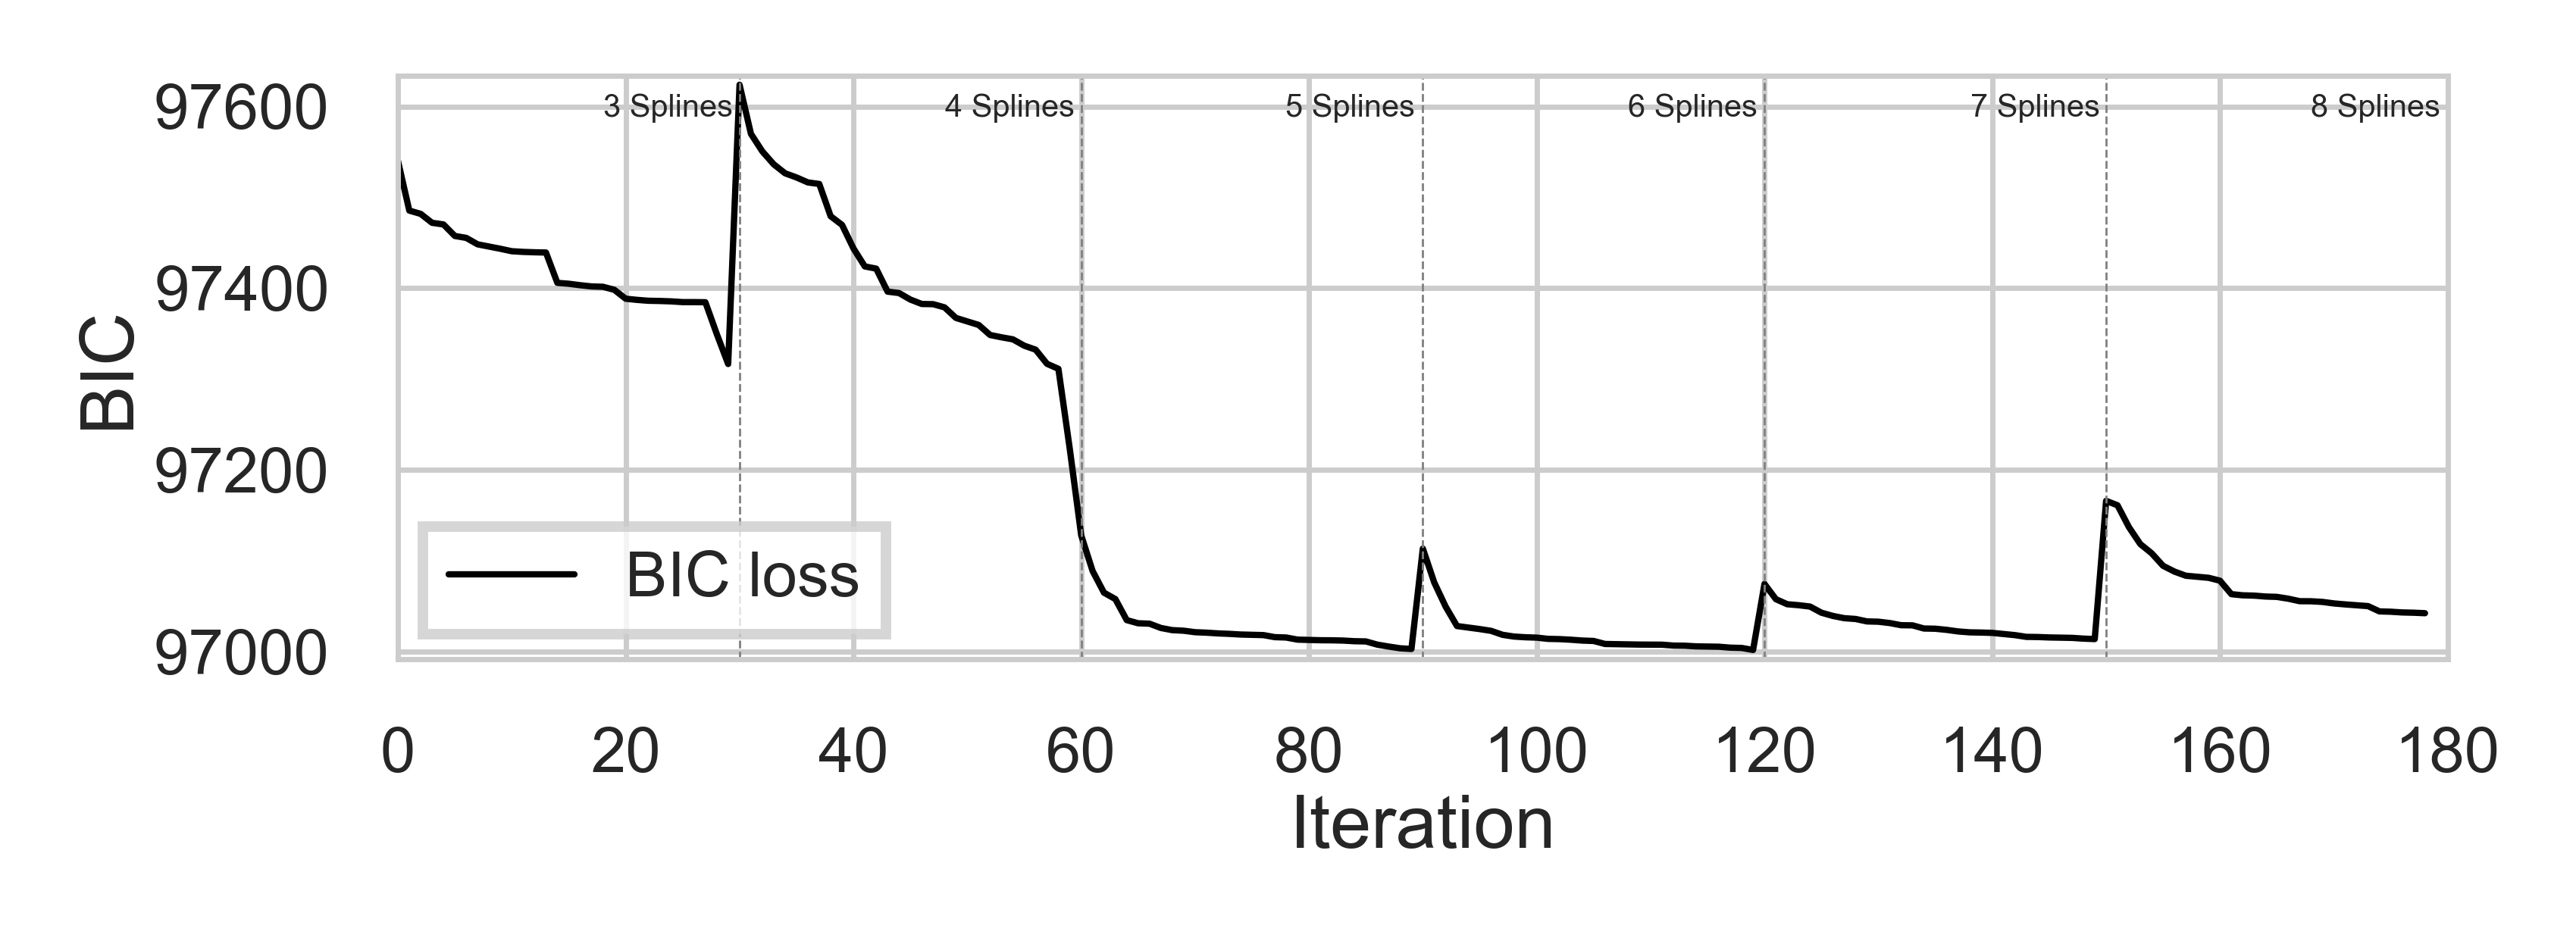 97600
97400
97200
97000
BIC
3 Splines
4 Splines
5 Splines
6 Splines
7 Splines
8 Splines
BIC loss
0 20 40 60 80 100 120 140 160 180
Iteration